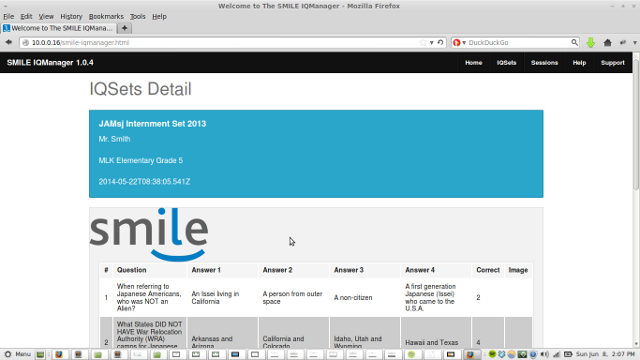 Welcome to The SMILE IQManager - Mozilla Firefox
File Edit View History Bookmarks Tools Help
Welcome to The SMILE IQMana...
10.0.0.16/smile-iqmanager.html
DuckDuckGo
SMILE IQManager 1.0.4 Home IQSets Sessions Help Support
IQSets Detail
JAMsj Internment Set 2013
Mr. Smith
MLK Elementary Grade 5
2014-05-22T08:38:05.541Z
smile
# Question Answer 1 Answer 2 Answer 3 Answer 4 Correct Image
1 When referring to Japanese Americans, who was NOT an Alien? An Issei living in California A person from outer space A non-citizen A first generation Japanese (Issei) who came to the U.S.A. 2
2 What States DID NOT HAVE War Relocation Authority (WRA) camps for Japanese Arkansas and Arizona California and Colorado Idaho, Utah and Wyoming Hawai and Texas 4
Menu Sun Jun 8, 2:07 PM